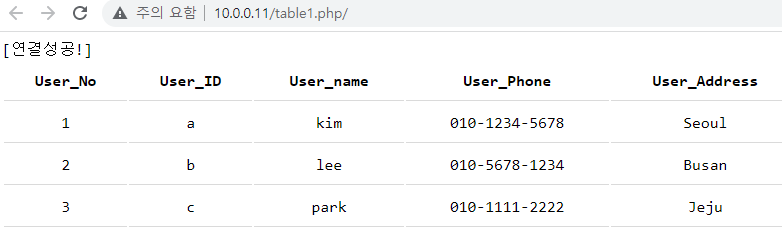 주의 요함 10.0.0.11/table1.php/
[연결성공!]
User_No User_ID User_name User_Phone User_Address
1 a kim 010-1234-5678 Seoul
2 b lee 010-5678-1234 Busan
3 c park 010-1111-2222 Jeju